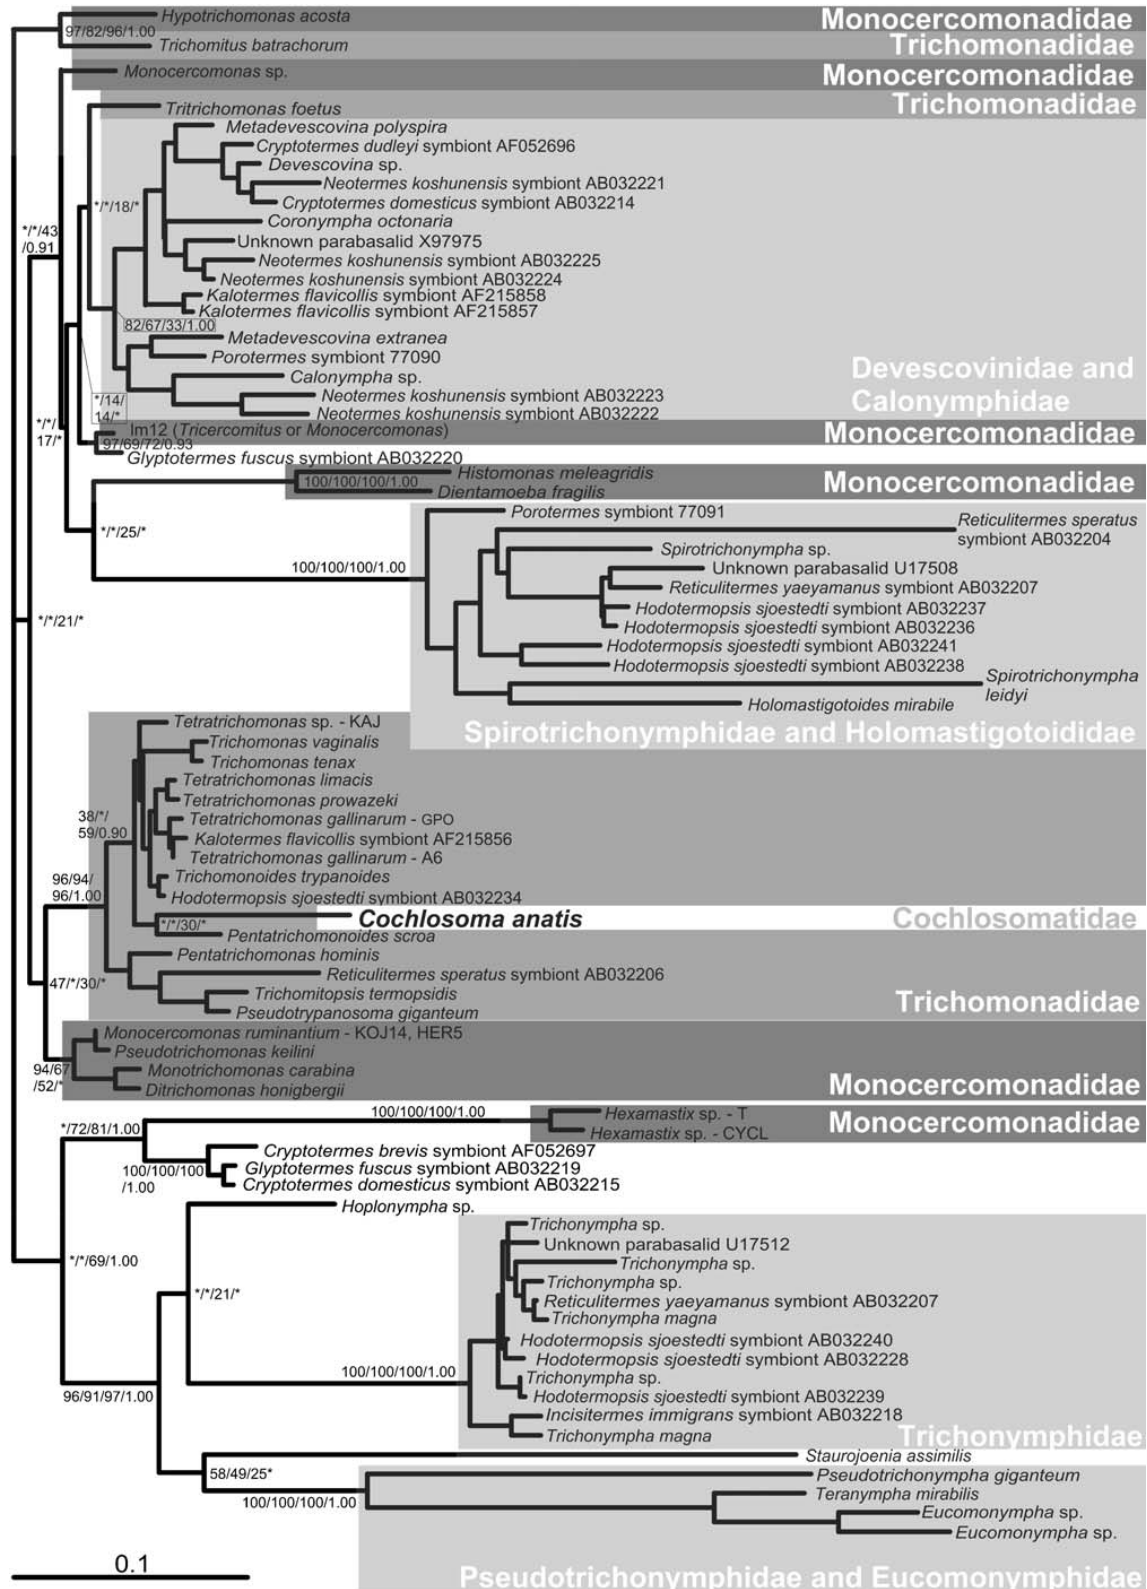 Hypotrichomonas acosta
Monocercomonadidae
97/82/96/1.00
Trichomitus batrachorum
Trichomonadidae
Monocercomonas sp.
Monocercomonadidae
Tritrichomonas foetus
Trichomonadidae
Metadevescovina polyspira
Cryptotermes dudleyi symbiont AF052696
Devescovina sp.
Neotermes koshunensis symbiont AB032221
Cryptotermes domesticus symbiont AB032214
*/*/18/*
Coronympha octonaria
*/*/43
/0.91
Unknown parabasalid X97975
Neotermes koshunensis symbiont AB032225
Neotermes koshunensis symbiont AB032224
Kalotermes flavicollis symbiont AF215858
Kalotermes flavicollis symbiont AF215857
82/67/33/1.00
Metadevescovina extranea
Porotermes symbiont 77090
Calonympha sp.
Devescovinidae and
Calonymphidae
Neotermes koshunensis symbiont AB032223
*/14/
14/*
Neotermes koshunensis symbiont AB032222
*/*/
17/*
Im12 (Tricercomitus or Monocercomonas)
Monocercomonadidae
97/69/72/0.93
Glyptotermes fuscus symbiont AB032220
Histomonas meleagridis
100/100/100/1.00
Monocercomonadidae
Dientamoeba fragilis
Porotermes symbiont 77091
Reticulitermes speratus
symbiont AB032204
*/*/25/*
Spirotrichonympha sp.
100/100/100/1.00
Unknown parabasalid U17508
Reticulitermes yaeyamanus symbiont AB032207
Hodotermopsis sjoestedti symbiont AB032237
*/*/21/*
Hodotermopsis sjoestedti symbiont AB032236
Hodotermopsis sjoestedti symbiont AB032241
Hodotermopsis sjoestedti symbiont AB032238
Spirotrichonympha
leidyi
Holomastigotoides mirabile
Spirotrichonymphidae and Holomastigotoididae
Tetratrichomonas sp. - KAJ
Trichomonas vaginalis
Trichomonas tenax
Tetratrichomonas limacis
Tetratrichomonas prowazeki
38/*/
59/0.90
Tetratrichomonas gallinarum - GPO
Kalotermes flavicollis symbiont AF215856
Tetratrichomonas gallinarum - A6
96/94/
96/1.00
Trichomonoides trypanoides
Hodotermopsis sjoestedti symbiont AB032234
Cochlosoma anatis
Cochlosomatidae
*/*/30/*
Pentatrichomonoides scroa
Pentatrichomonas hominis
Reticulitermes speratus symbiont AB032206
47/*/30/*
Trichomitopsis termopsidis
Trichomonadidae
Pseudotrypanosoma giganteum
Monocercomonas ruminantium - KOJ14, HER5
Pseudotrichomonas keilini
94/67
/52/*
Monotrichomonas carabina
Ditrichomonas honigbergii
Monocercomonadidae
100/100/100/1.00
Hexamastix sp. - T
Monocercomonadidae
*/72/81/1.00
Hexamastix sp. - CYCL
Cryptotermes brevis symbiont AF052697
100/100/100
/1.00
Glyptotermes fuscus symbiont AB032219
Cryptotermes domesticus symbiont AB032215
Hoplonympha sp.
Trichonympha sp.
Unknown parabasalid U17512
*/*/69/1.00
Trichonympha sp.
Trichonympha sp.
*/*/21/*
Reticulitermes yaeyamanus symbiont AB032207
Trichonympha magna
Hodotermopsis sjoestedti symbiont AB032240
Hodotermopsis sjoestedti symbiont AB032228
100/100/100/1.00
Trichonympha sp.
96/91/97/1.00
Hodotermopsis sjoestedti symbiont AB032239
Incisitermes immigrans symbiont AB032218
Trichonympha magna
Trichonymphidae
Staurojoenia assimilis
58/49/25*
Pseudotrichonympha giganteum
Teranympha mirabilis
100/100/100/1.00
Eucomonympha sp.
Eucomonympha sp.
0.1
Pseudotrichonymphidae and Eucomonymphidae